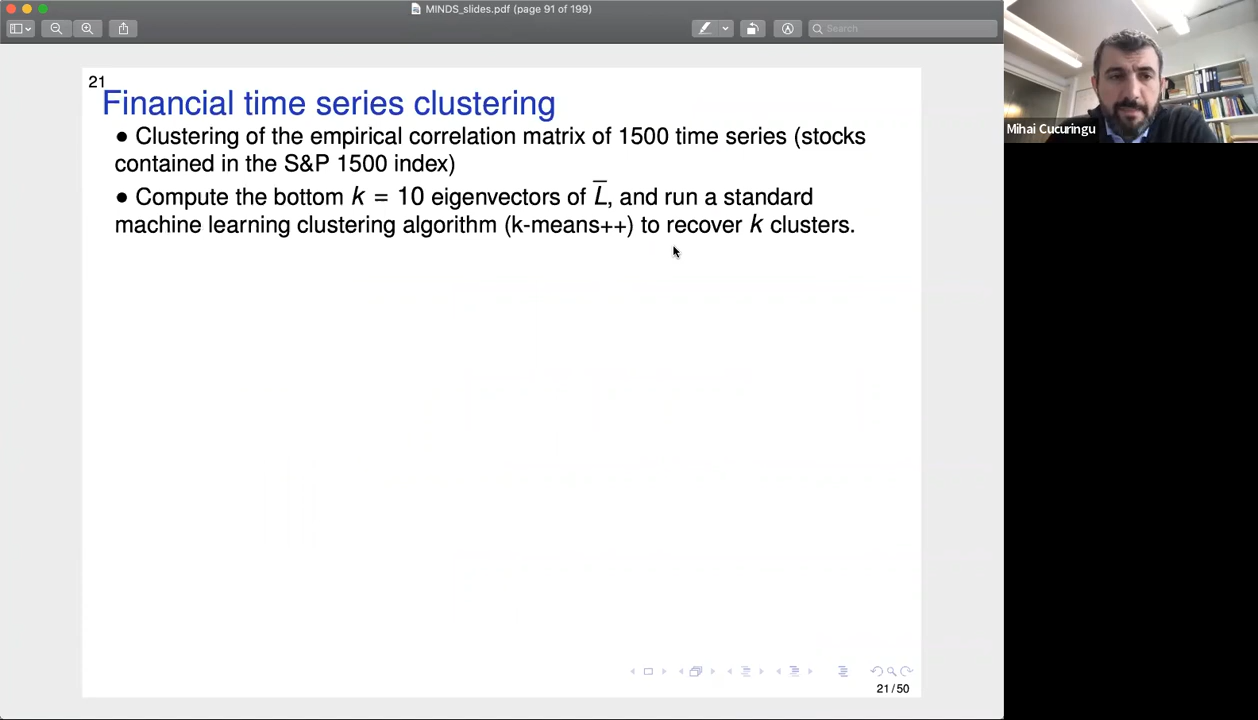 MINDS_slides.pdf (page 91 of 199)
Search
Mihai Cucuringu
21
Financial time series clustering
● Clustering of the empirical correlation matrix of 1500 time series (stocks
contained in the S&P 1500 index)
● Compute the bottom k = 10 eigenvectors of L̅, and run a standard
machine learning clustering algorithm (k-means++) to recover k clusters.
21/50